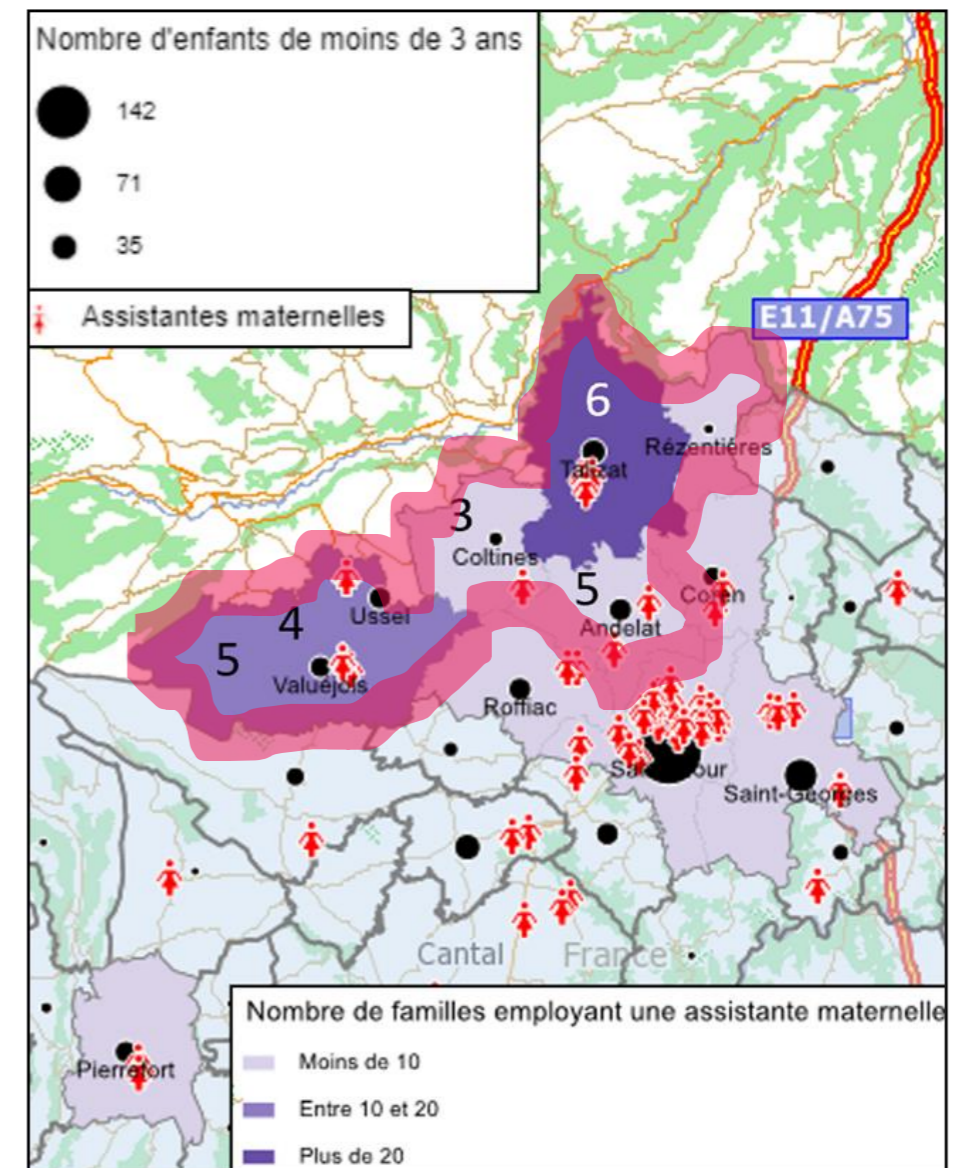 Nombre d'enfants de moins de 3 ans
142
71
35
Assistantes maternelles
E11/A75
6
Rézentières
Talizat
3
Coltines
5
Coren
Andelat
Ussel
4
5
Valuéjols
Roffiac
Saint-Georges
Cantal
France
Pierrefort
Nombre de familles employant une assistante maternelle
Moins de 10
Entre 10 et 20
Plus de 20